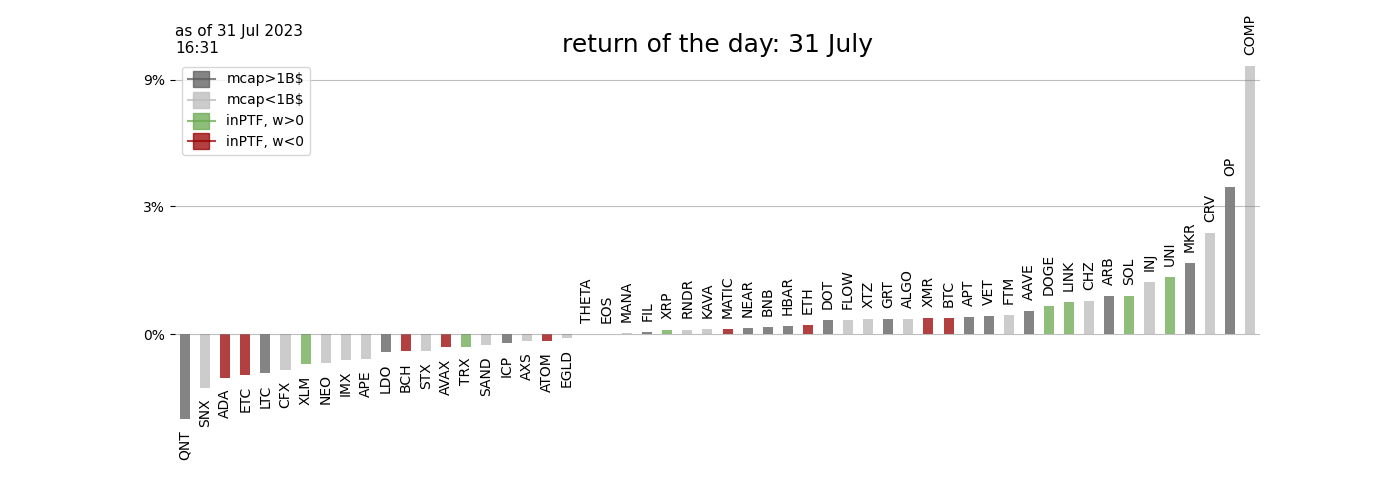 as of 31 Jul 2023
16:31
return of the day: 31 July
mcap>1B$
mcap<1B$
inPTF, w>0
inPTF, w<0
9%
3%
0%
QNT
SNX
ADA
ETC
LTC
CFX
XLM
NEO
IMX
APE
LDO
BCH
STX
AVAX
TRX
SAND
ICP
AXS
ATOM
EGLD
THETA
EOS
MANA
FIL
XRP
RNDR
KAVA
MATIC
NEAR
BNB
HBAR
ETH
DOT
FLOW
XTZ
GRT
ALGO
XMR
BTC
APT
VET
FTM
AAVE
DOGE
LINK
CHZ
ARB
SOL
INJ
UNI
MKR
CRV
OP
COMP